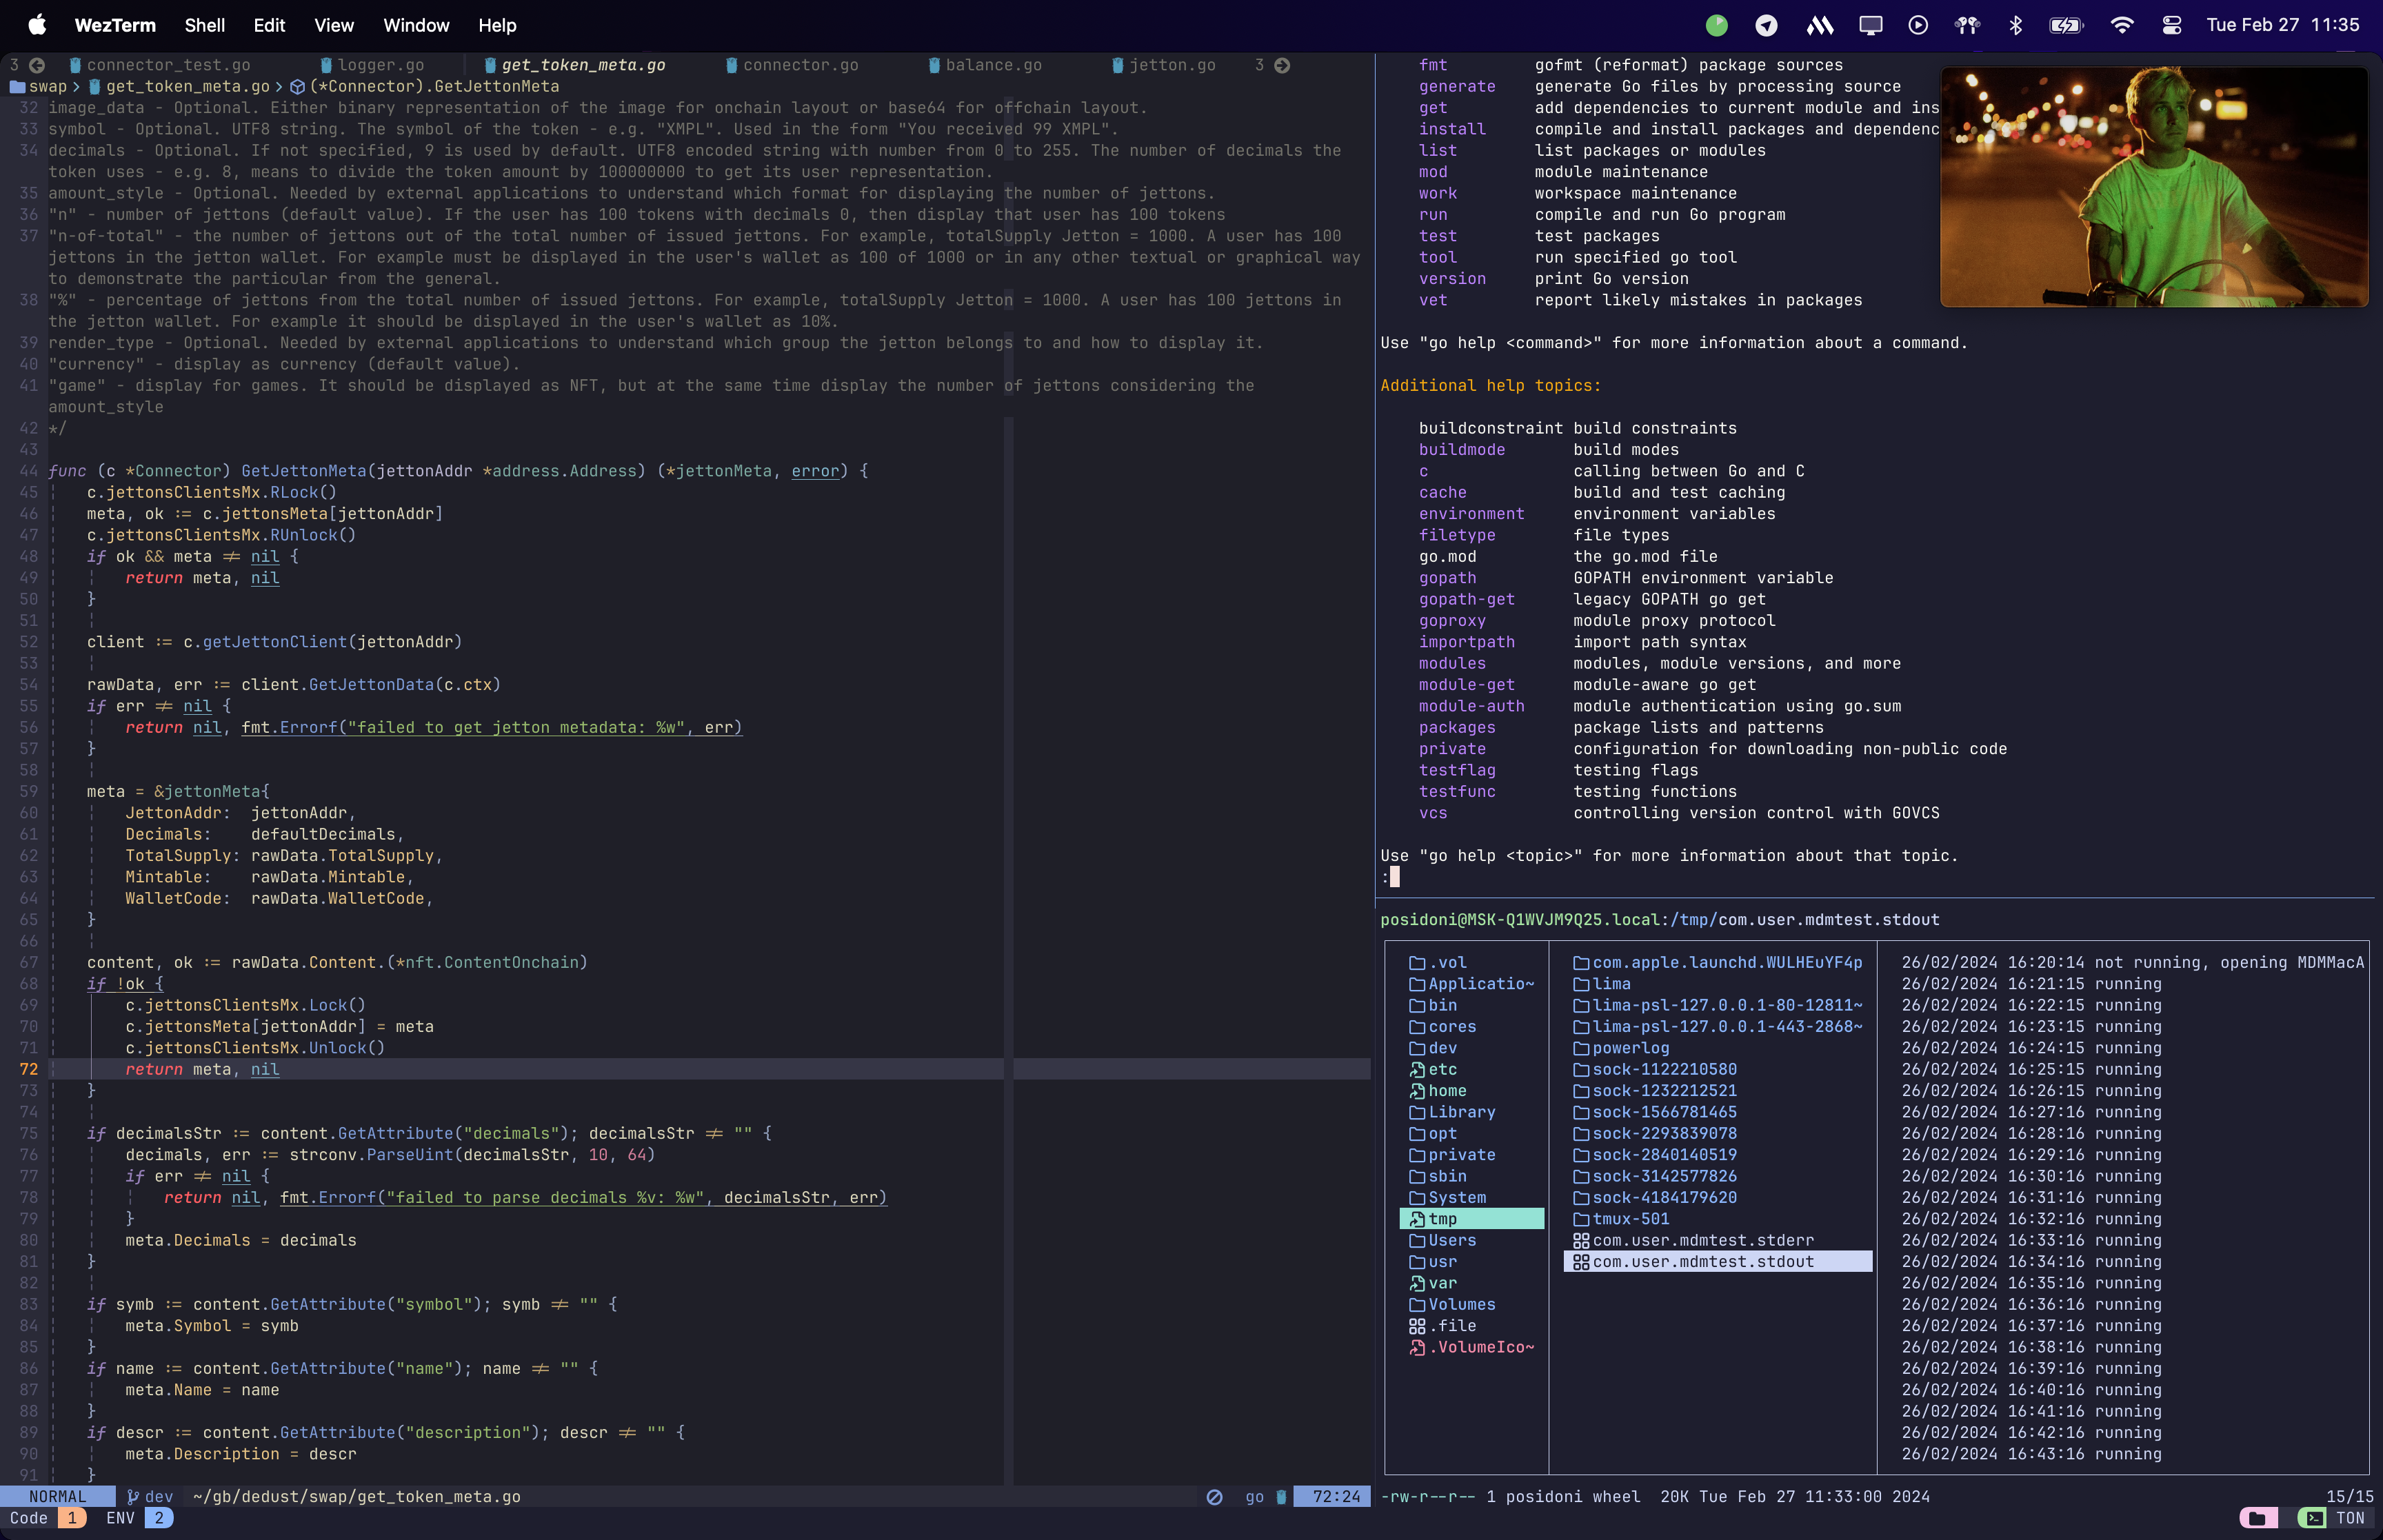 WezTerm Shell Edit View Window Help Tue Feb 27 11:35
3 connector_test.go logger.go get_token_meta.go connector.go balance.go jetton.go 3
swap > get_token_meta.go > (*Connector).GetJettonMeta
32 image_data - Optional. Either binary representation of the image for onchain layout or base64 for offchain layout.
33 symbol - Optional. UTF8 string. The symbol of the token - e.g. "XMPL". Used in the form "You received 99 XMPL".
34 decimals - Optional. If not specified, 9 is used by default. UTF8 encoded string with number from 0 to 255. The number of decimals the
token uses - e.g. 8, means to divide the token amount by 100000000 to get its user representation.
35 amount_style - Optional. Needed by external applications to understand which format for displaying the number of jettons.
36 "n" - number of jettons (default value). If the user has 100 tokens with decimals 0, then display that user has 100 tokens
37 "n-of-total" - the number of jettons out of the total number of issued jettons. For example, totalSupply Jetton = 1000. A user has 100
jettons in the jetton wallet. For example must be displayed in the user's wallet as 100 of 1000 or in any other textual or graphical way
to demonstrate the particular from the general.
38 "%" - percentage of jettons from the total number of issued jettons. For example, totalSupply Jetton = 1000. A user has 100 jettons in
the jetton wallet. For example it should be displayed in the user's wallet as 10%.
39 render_type - Optional. Needed by external applications to understand which group the jetton belongs to and how to display it.
40 "currency" - display as currency (default value).
41 "game" - display for games. It should be displayed as NFT, but at the same time display the number of jettons considering the
amount_style
42 */
43
44 func (c *Connector) GetJettonMeta(jettonAddr *address.Address) (*jettonMeta, error) {
45 c.jettonsClientsMx.RLock()
46 meta, ok := c.jettonsMeta[jettonAddr]
47 c.jettonsClientsMx.RUnlock()
48 if ok && meta ≠ nil {
49 return meta, nil
50 }
51
52 client := c.getJettonClient(jettonAddr)
53
54 rawData, err := client.GetJettonData(c.ctx)
55 if err ≠ nil {
56 return nil, fmt.Errorf("failed to get jetton metadata: %w", err)
57 }
58
59 meta = &jettonMeta{
60 JettonAddr: jettonAddr,
61 Decimals: defaultDecimals,
62 TotalSupply: rawData.TotalSupply,
63 Mintable: rawData.Mintable,
64 WalletCode: rawData.WalletCode,
65 }
66
67 content, ok := rawData.Content.(*nft.ContentOnchain)
68 if !ok {
69 c.jettonsClientsMx.Lock()
70 c.jettonsMeta[jettonAddr] = meta
71 c.jettonsClientsMx.Unlock()
72 return meta, nil
73 }
74
75 if decimalsStr := content.GetAttribute("decimals"); decimalsStr ≠ "" {
76 decimals, err := strconv.ParseUint(decimalsStr, 10, 64)
77 if err ≠ nil {
78 return nil, fmt.Errorf("failed to parse decimals %v: %w", decimalsStr, err)
79 }
80 meta.Decimals = decimals
81 }
82
83 if symb := content.GetAttribute("symbol"); symb ≠ "" {
84 meta.Symbol = symb
85 }
86 if name := content.GetAttribute("name"); name ≠ "" {
87 meta.Name = name
88 }
89 if descr := content.GetAttribute("description"); descr ≠ "" {
90 meta.Description = descr
91 }
NORMAL dev ~/gb/dedust/swap/get_token_meta.go go 72:24
Code 1 ENV 2
fmt gofmt (reformat) package sources
generate generate Go files by processing source
get add dependencies to current module and ins
install compile and install packages and dependenc
list list packages or modules
mod module maintenance
work workspace maintenance
run compile and run Go program
test test packages
tool run specified go tool
version print Go version
vet report likely mistakes in packages
Use "go help <command>" for more information about a command.
Additional help topics:
buildconstraint build constraints
buildmode build modes
c calling between Go and C
cache build and test caching
environment environment variables
filetype file types
go.mod the go.mod file
gopath GOPATH environment variable
gopath-get legacy GOPATH go get
goproxy module proxy protocol
importpath import path syntax
modules modules, module versions, and more
module-get module-aware go get
module-auth module authentication using go.sum
packages package lists and patterns
private configuration for downloading non-public code
testflag testing flags
testfunc testing functions
vcs controlling version control with GOVCS
Use "go help <topic>" for more information about that topic.
:
posidoni@MSK-Q1WVJM9Q25.local:/tmp/com.user.mdmtest.stdout
.vol com.apple.launchd.WULHEuYF4p 26/02/2024 16:20:14 not running, opening MDMMacA
Applicatio~ lima 26/02/2024 16:21:15 running
bin lima-psl-127.0.0.1-80-12811~ 26/02/2024 16:22:15 running
cores lima-psl-127.0.0.1-443-2868~ 26/02/2024 16:23:15 running
dev powerlog 26/02/2024 16:24:15 running
etc sock-1122210580 26/02/2024 16:25:15 running
home sock-1232212521 26/02/2024 16:26:15 running
Library sock-1566781465 26/02/2024 16:27:16 running
opt sock-2293839078 26/02/2024 16:28:16 running
private sock-2840140519 26/02/2024 16:29:16 running
sbin sock-3142577826 26/02/2024 16:30:16 running
System sock-4184179620 26/02/2024 16:31:16 running
tmp tmux-501 26/02/2024 16:32:16 running
Users com.user.mdmtest.stderr 26/02/2024 16:33:16 running
usr com.user.mdmtest.stdout 26/02/2024 16:34:16 running
var 26/02/2024 16:35:16 running
Volumes 26/02/2024 16:36:16 running
.file 26/02/2024 16:37:16 running
.VolumeIco~ 26/02/2024 16:38:16 running
26/02/2024 16:39:16 running
26/02/2024 16:40:16 running
26/02/2024 16:41:16 running
26/02/2024 16:42:16 running
26/02/2024 16:43:16 running
-rw-r--r-- 1 posidoni wheel 20K Tue Feb 27 11:33:00 2024 15/15
TON